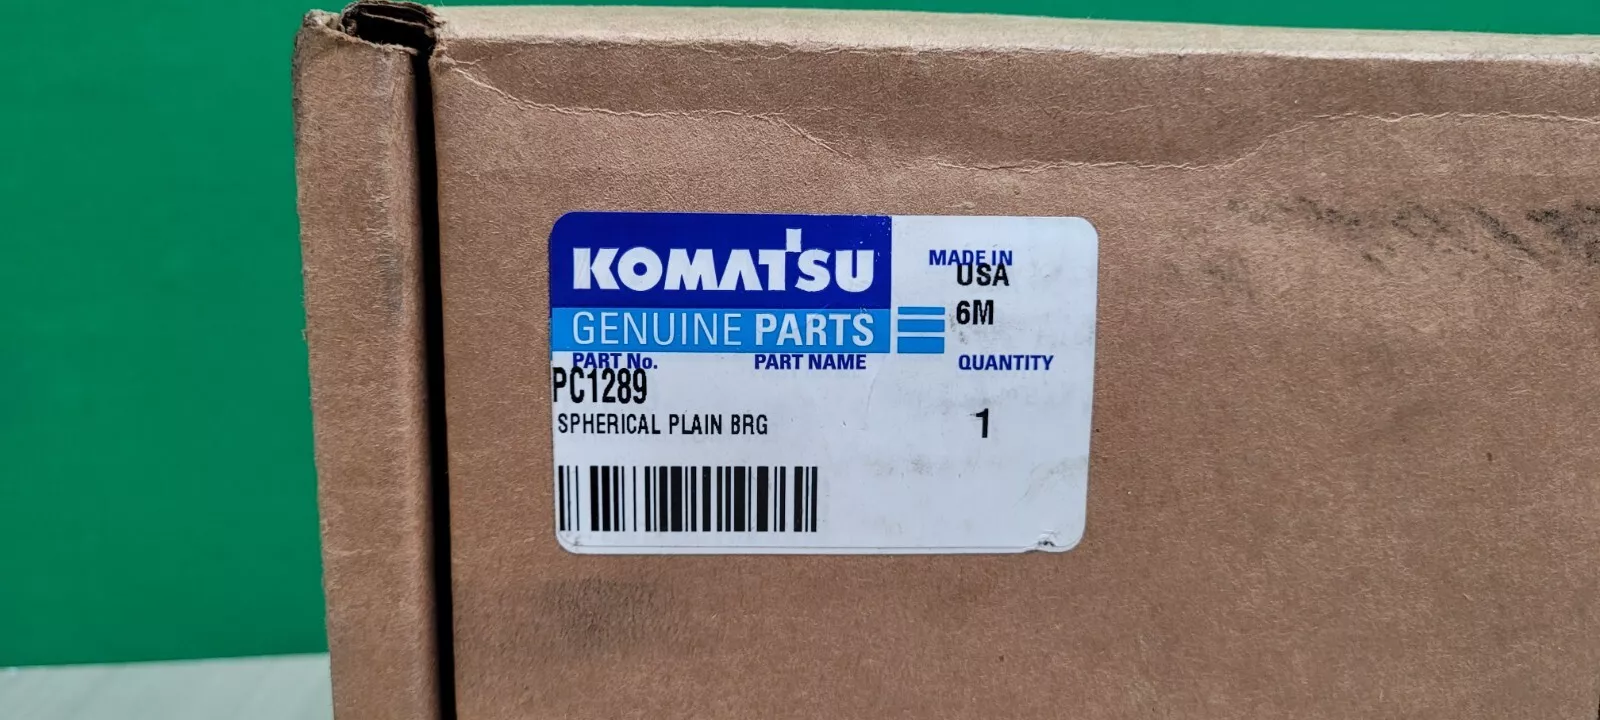 KOMATSU
GENUINE PARTS
MADE IN
USA
6M
PART No. PART NAME QUANTITY
PC1289
SPHERICAL PLAIN BRG
1